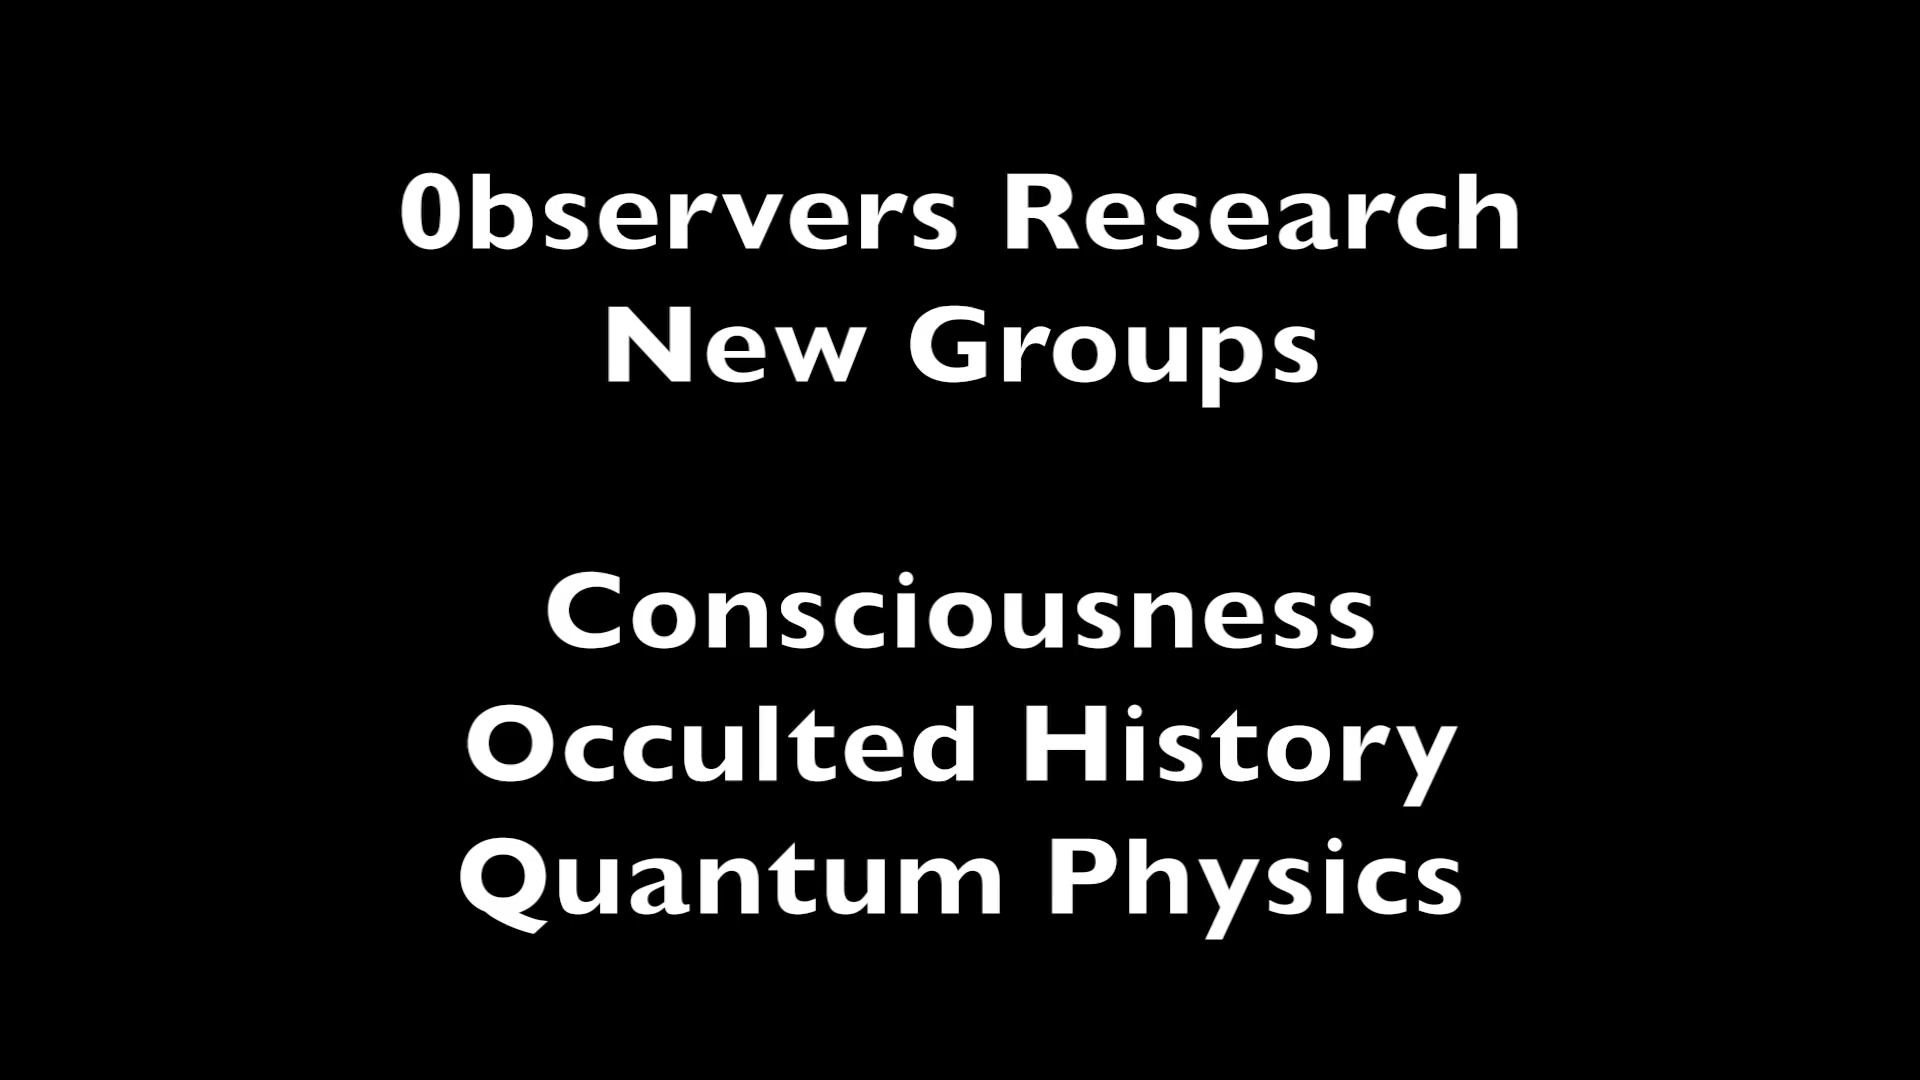 0bservers Research
New Groups
Consciousness
Occulted History
Quantum Physics